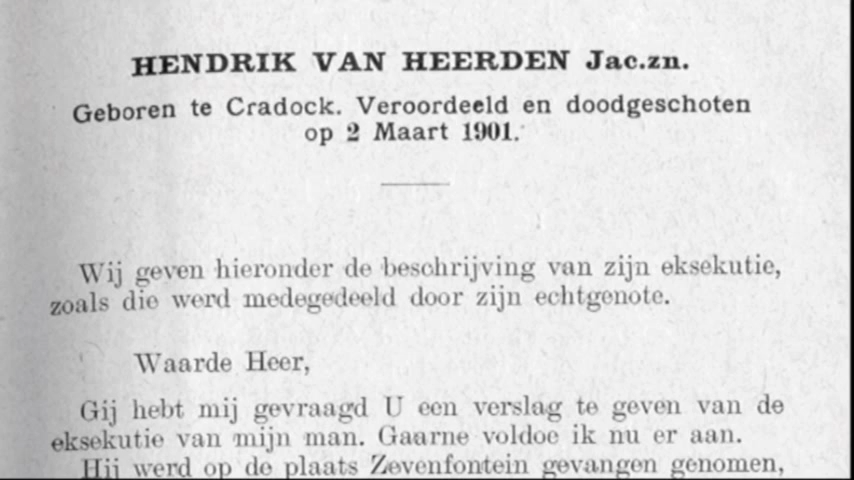 HENDRIK VAN HEERDEN Jac.zn.
Geboren te Cradock. Veroordeeld en doodgeschoten
op 2 Maart 1901.
Wij geven hieronder de beschrijving van zijn eksekutie,
zoals die werd medegedeeld door zijn echtgenote.
Waarde Heer,
Gij hebt mij gevraagd U een verslag te geven van de
eksekutie van mijn man. Gaarne voldoe ik nu er aan.
Hij werd op de plaats Zevenfontein gevangen genomen,